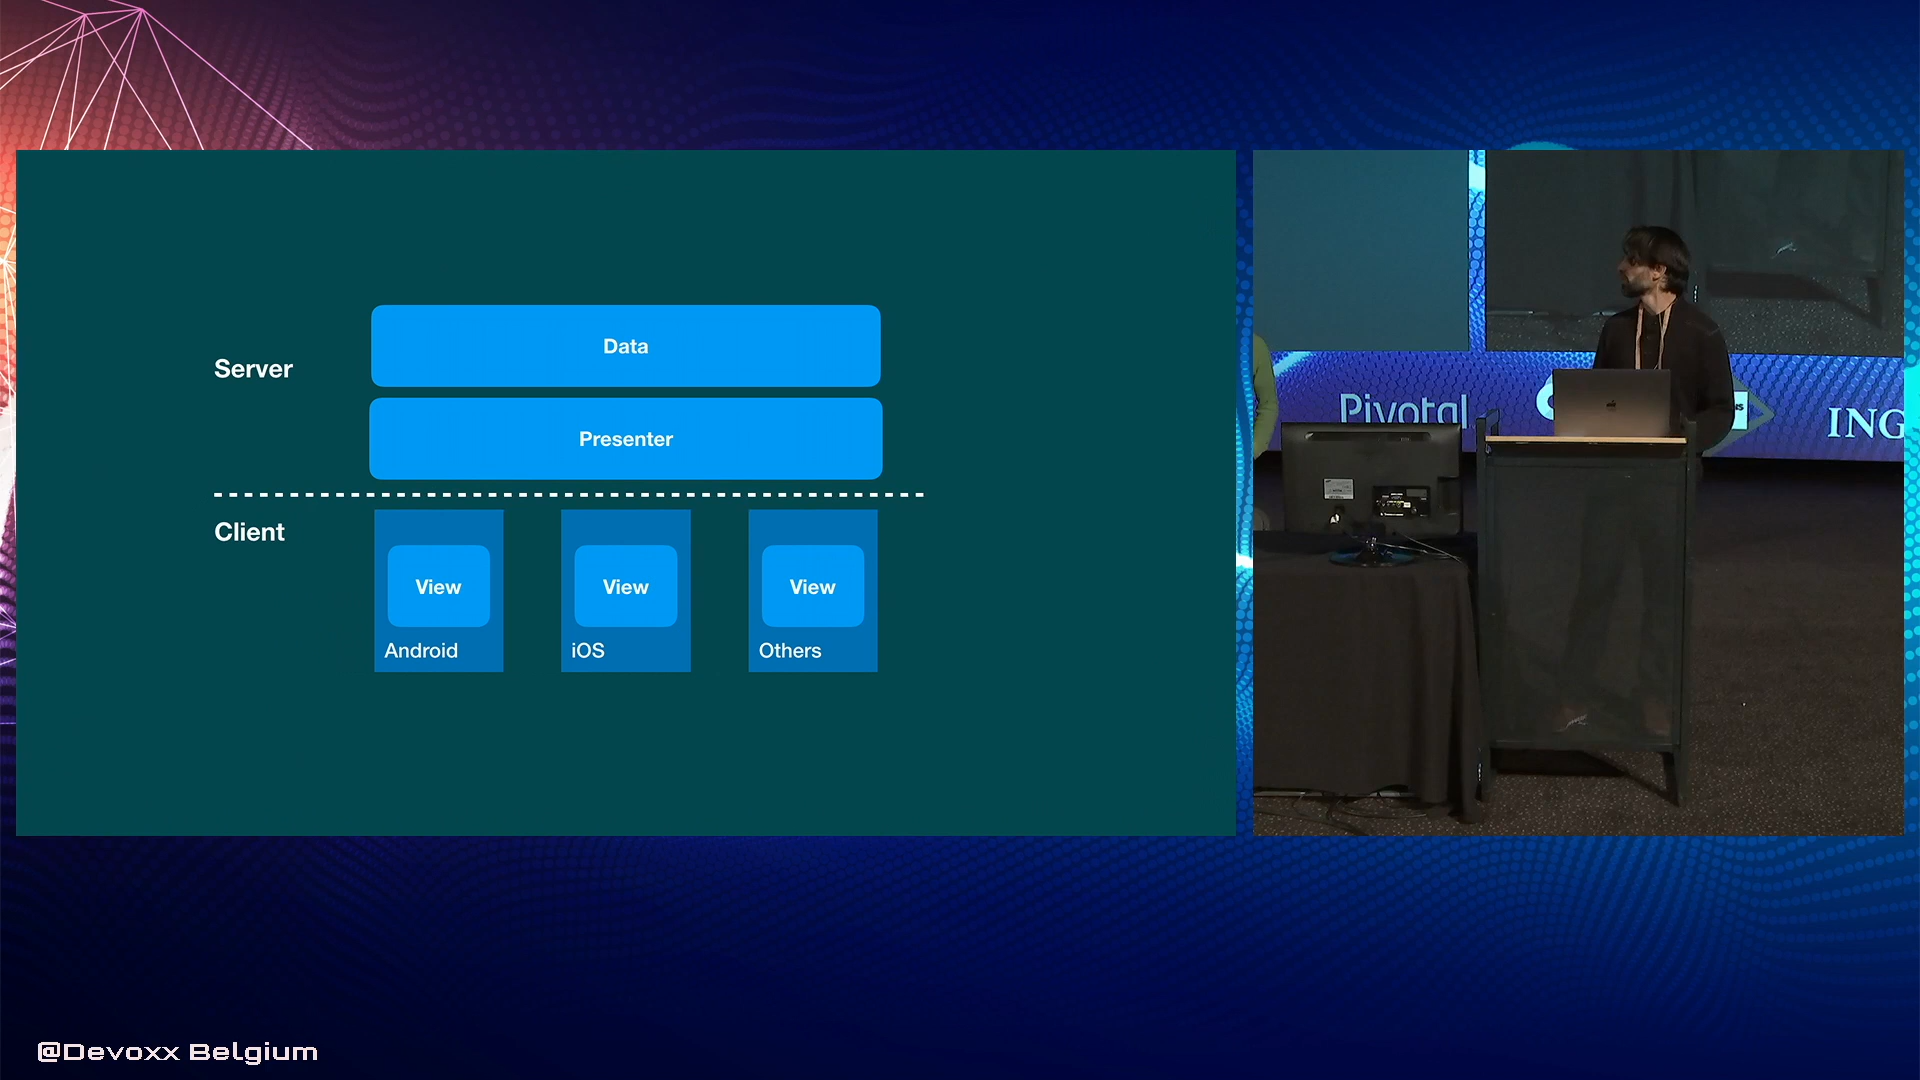 Server
Data
Presenter
Client
View
Android
View
iOS
View
Others
Pivotal
ING
@Devoxx Belgium